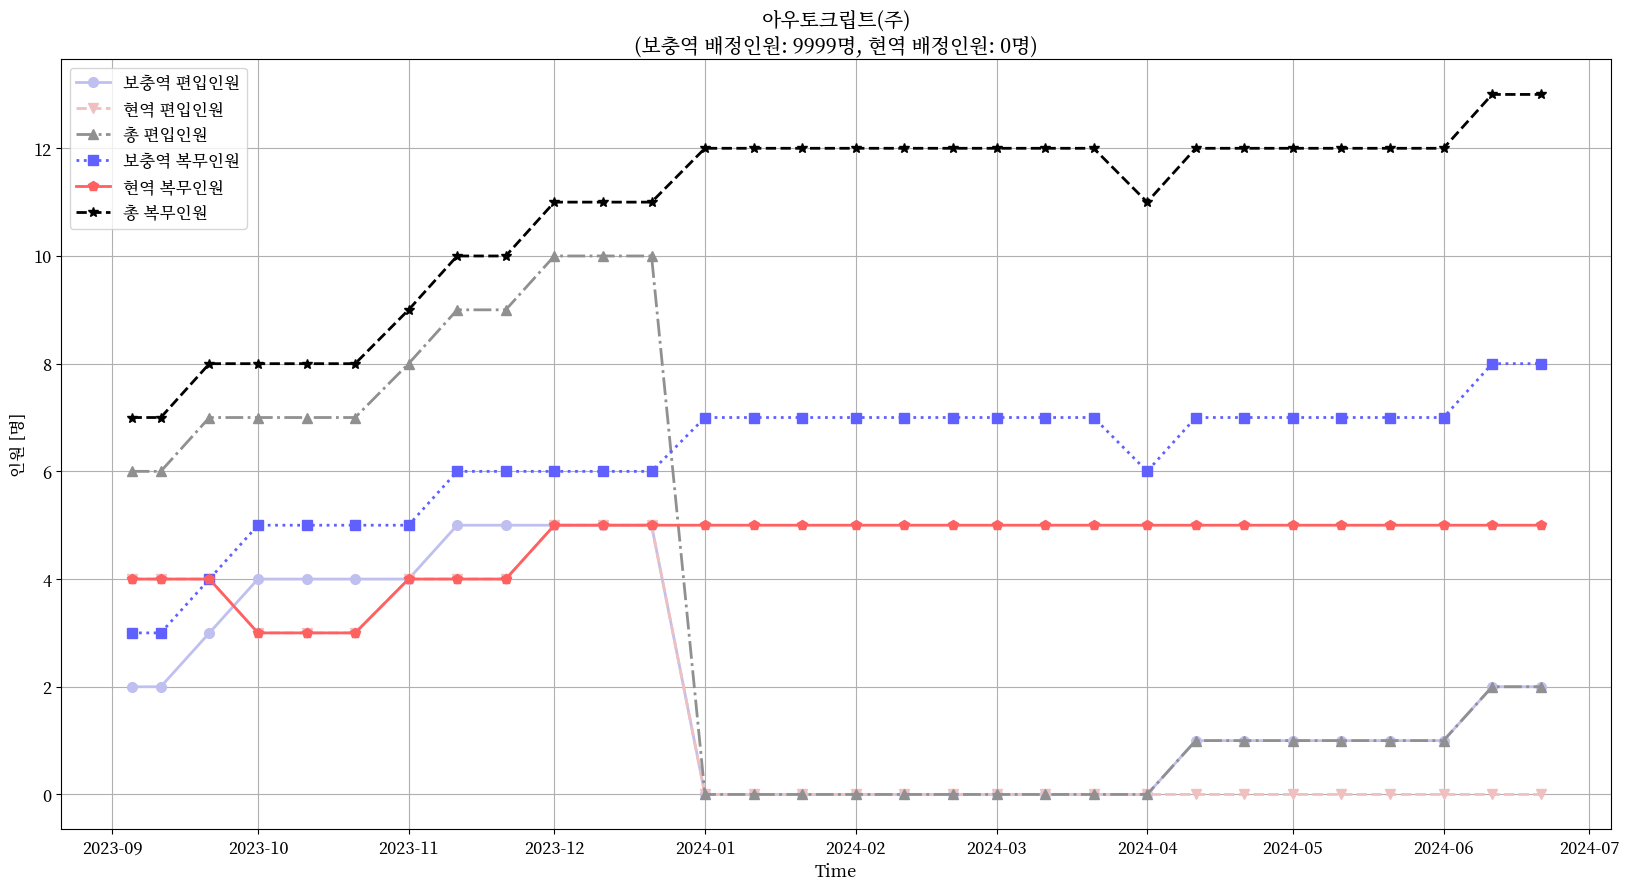 아우토크립트(주)
(보충역 배정인원: 9999명, 현역 배정인원: 0명)
보충역 편입인원
현역 편입인원
총 편입인원
보충역 복무인원
현역 복무인원
총 복무인원
인원 [명]
12
10
8
6
4
2
0
2023-09 2023-10 2023-11 2023-12 2024-01 2024-02 2024-03 2024-04 2024-05 2024-06 2024-07
Time